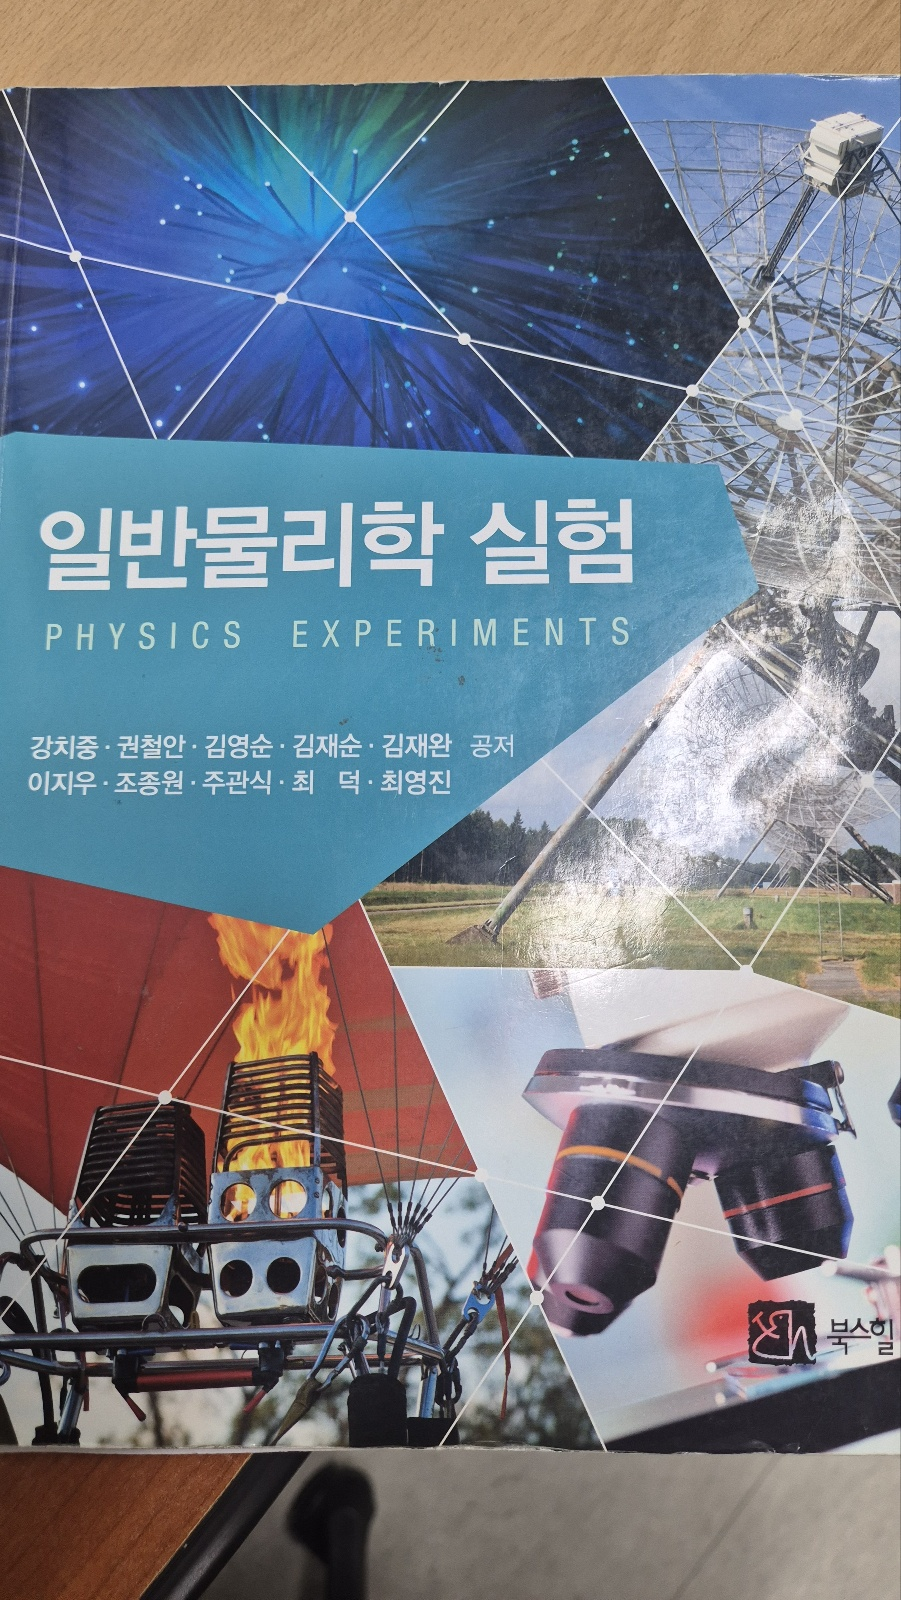 일반물리학 실험
PHYSICS EXPERIMENTS
강치중 · 권철안 · 김영순 · 김재순 · 김재완 공저
이지우 · 조종원 · 주관식 · 최 덕 · 최영진
북스힐